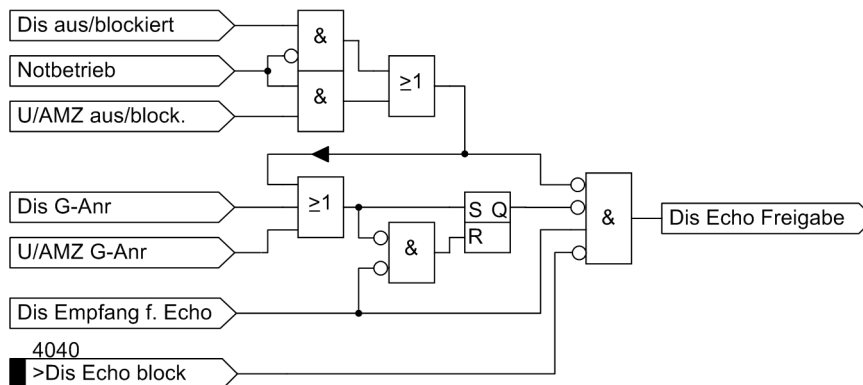 Dis aus/blockiert
&
Notbetrieb
≥1
&
U/AMZ aus/block.
Dis G-Anr
≥1
S Q
&
Dis Echo Freigabe
R
&
U/AMZ G-Anr
Dis Empfang f. Echo
4040
>Dis Echo block